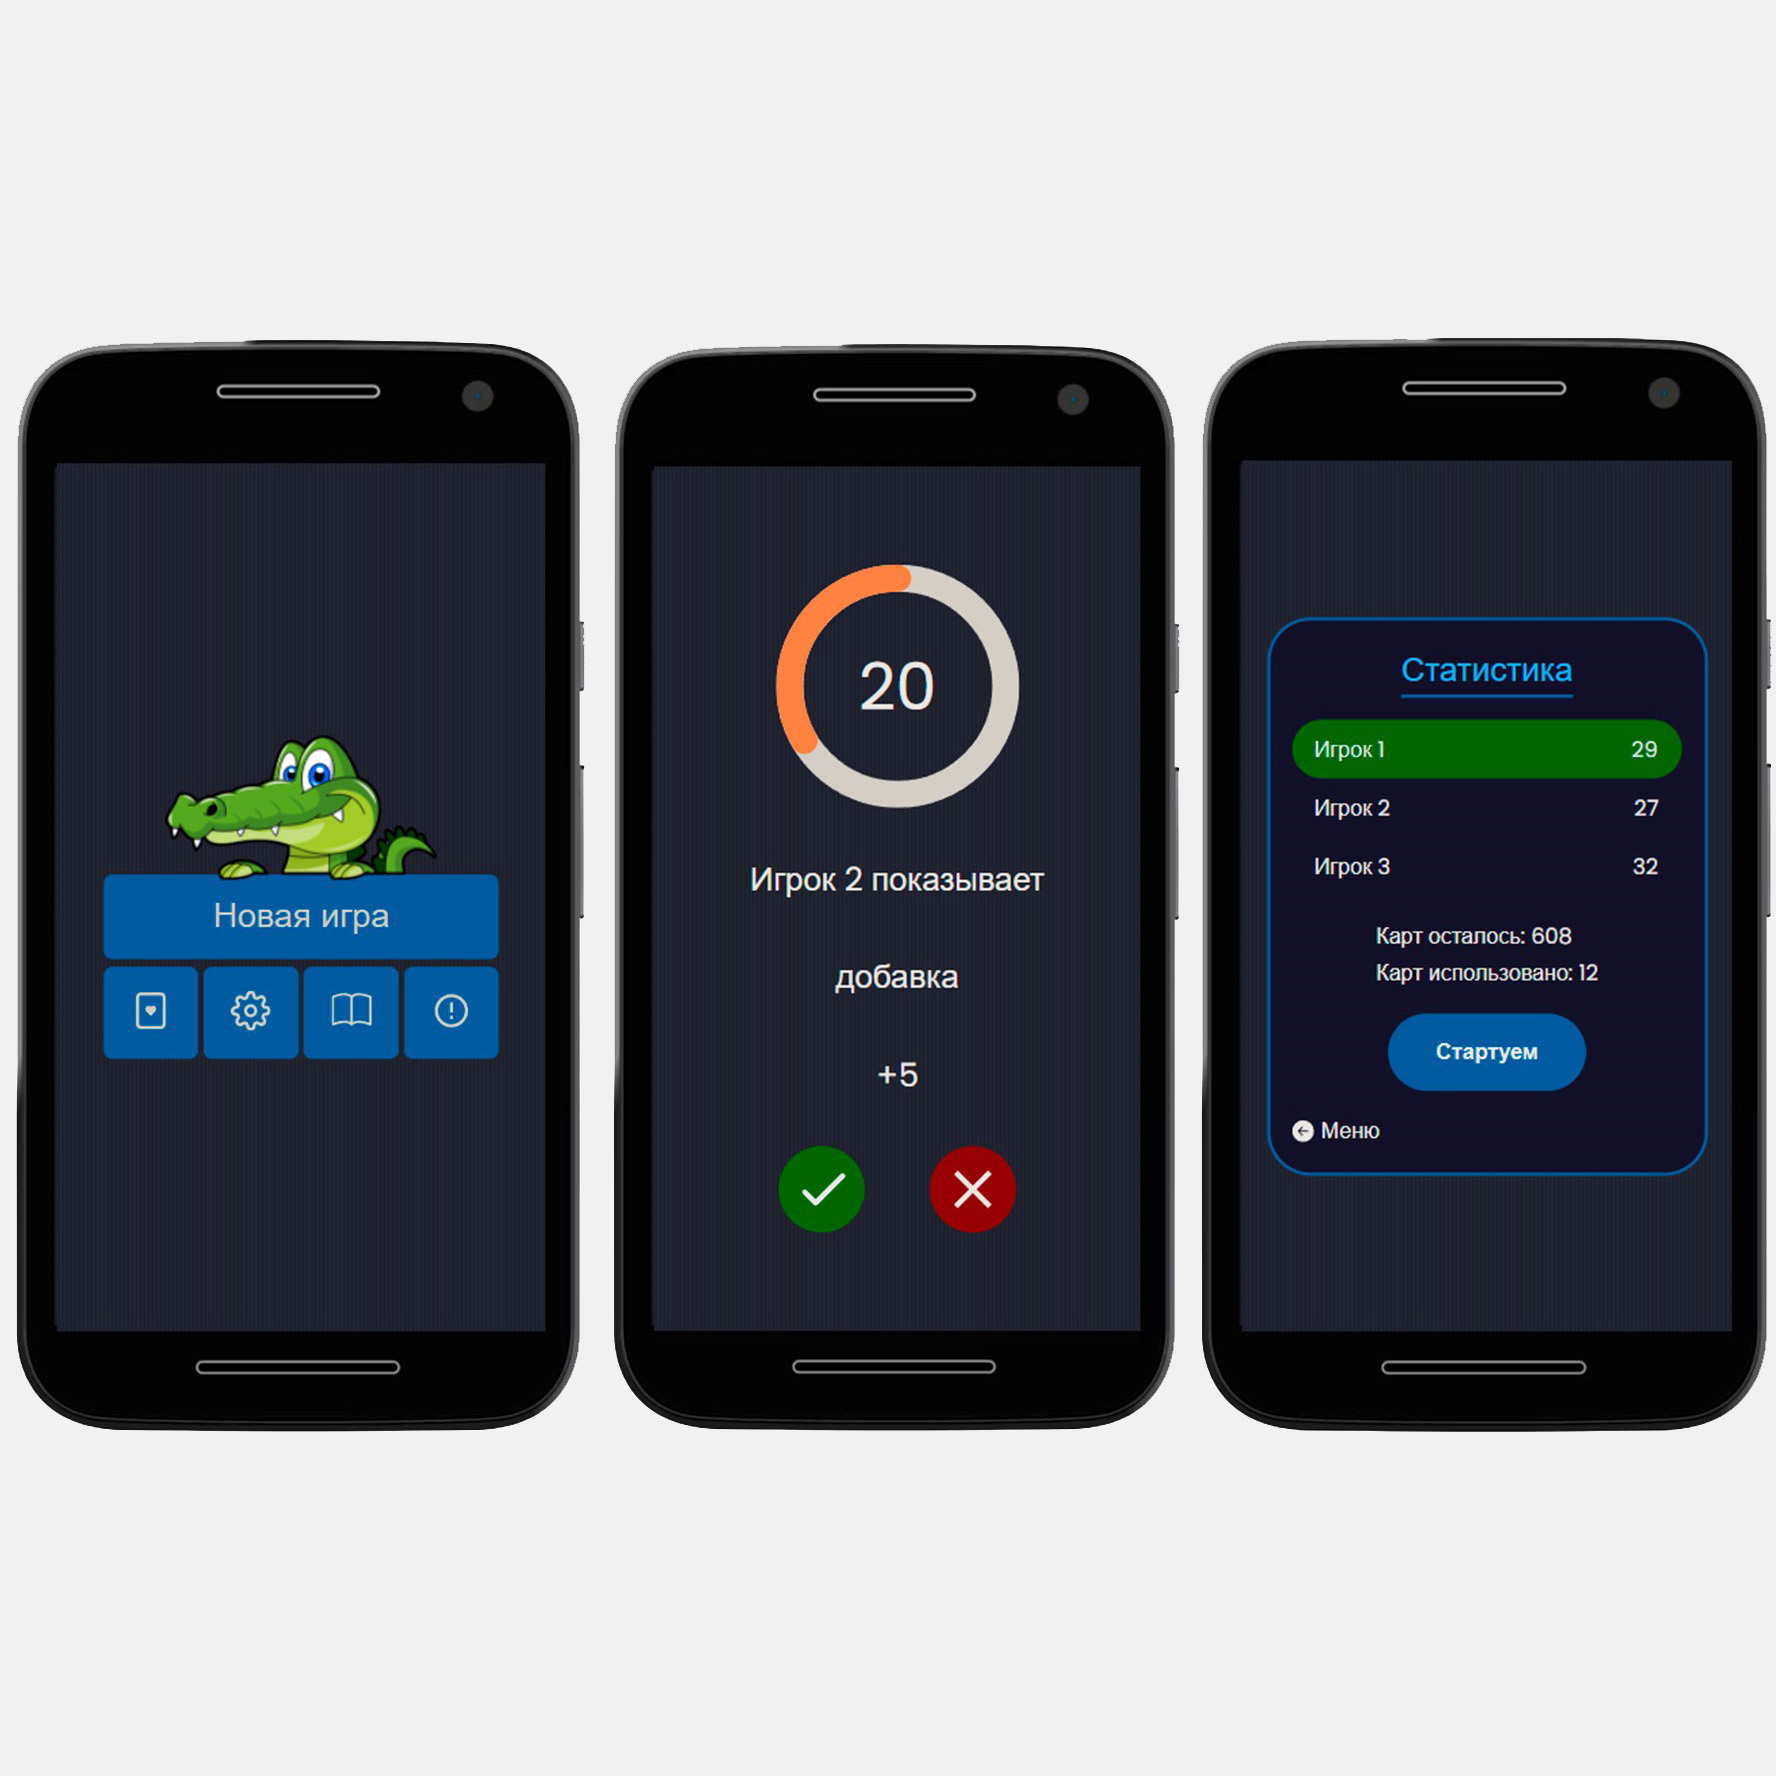 Новая игра
20
Игрок 2 показывает
добавка
+5
Статистика
Игрок 1 29
Игрок 2 27
Игрок 3 32
Карт осталось: 608
Карт использовано: 12
Стартуем
Меню